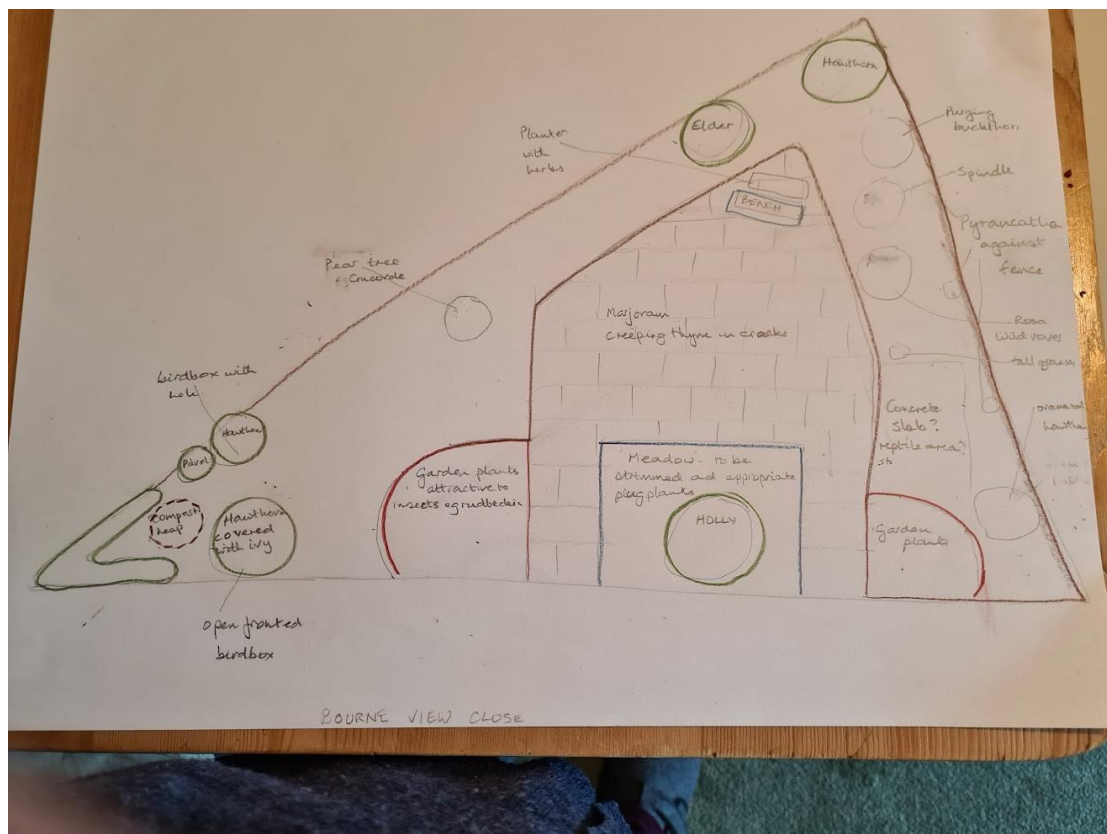 Hawthorn
Elder
Purging
buckthorn
Planter
with
herbs
Spindle
BENCH
Pyrancatha
against
fence
Pear tree
Concorde
Rosa
wild roses
tall grasses
Marjoram
creeping thyme in cracks
birdbox with
hole
Hawthorn
Privet
Concrete
slab?
reptile area?
Garden plants
attractive to
insects eg rudbeckia
'Meadow' - to be
strimmed and appropriate
plug plants
HOLLY
Compost
heap
Hawthorn
covered
with ivy
Garden
plants
open fronted
birdbox
BOURNE VIEW CLOSE